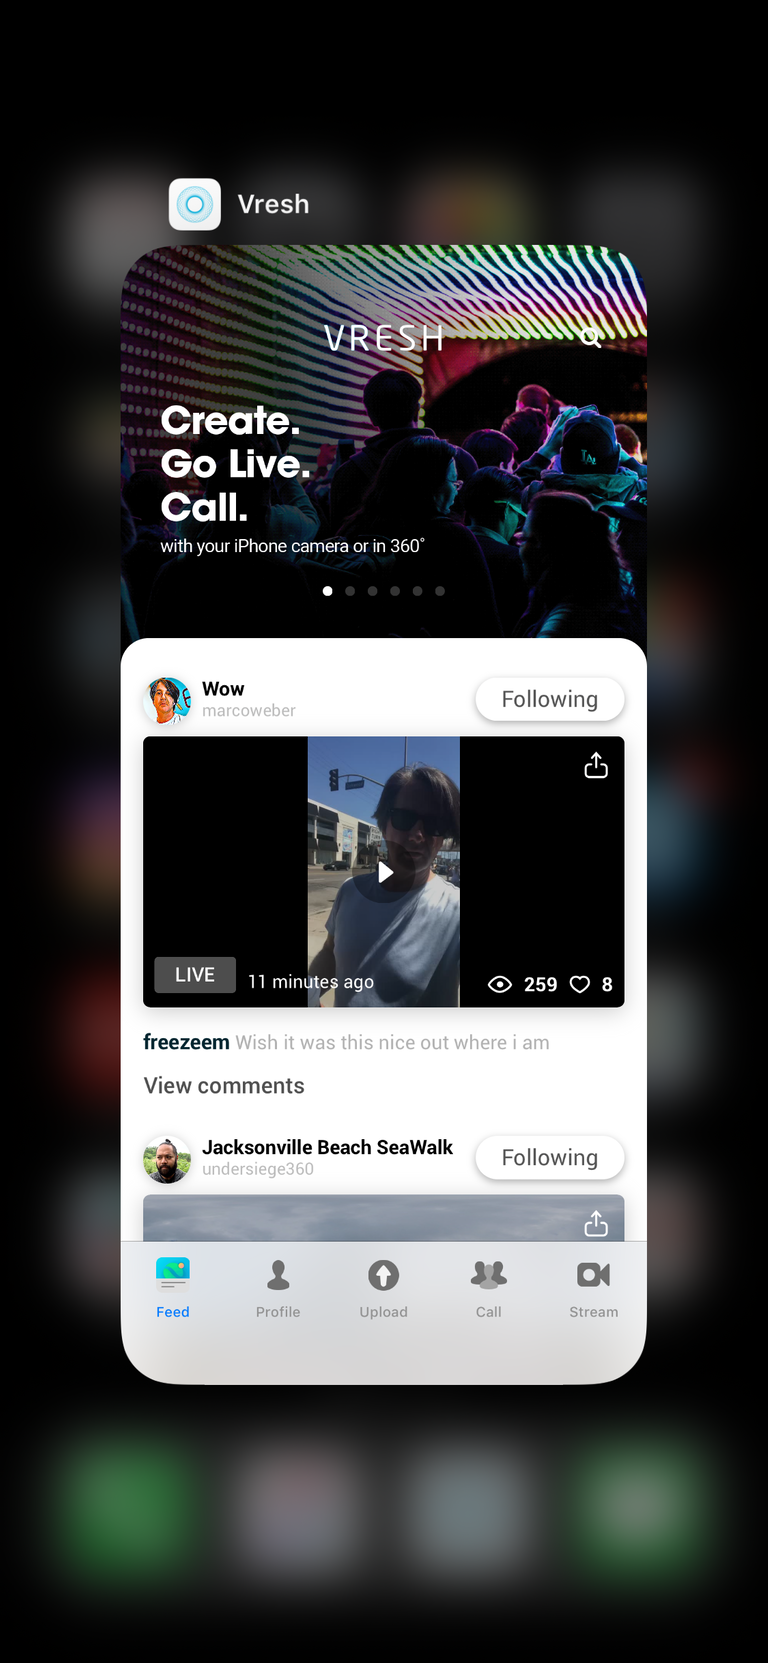 Vresh
VRESH
Create.
Go Live.
Call.
with your iPhone camera or in 360°
Wow
marcoweber
Following
LIVE
11 minutes ago
259
8
freezeem Wish it was this nice out where i am
View comments
Jacksonville Beach SeaWalk
undersiege360
Following
Feed
Profile
Upload
Call
Stream